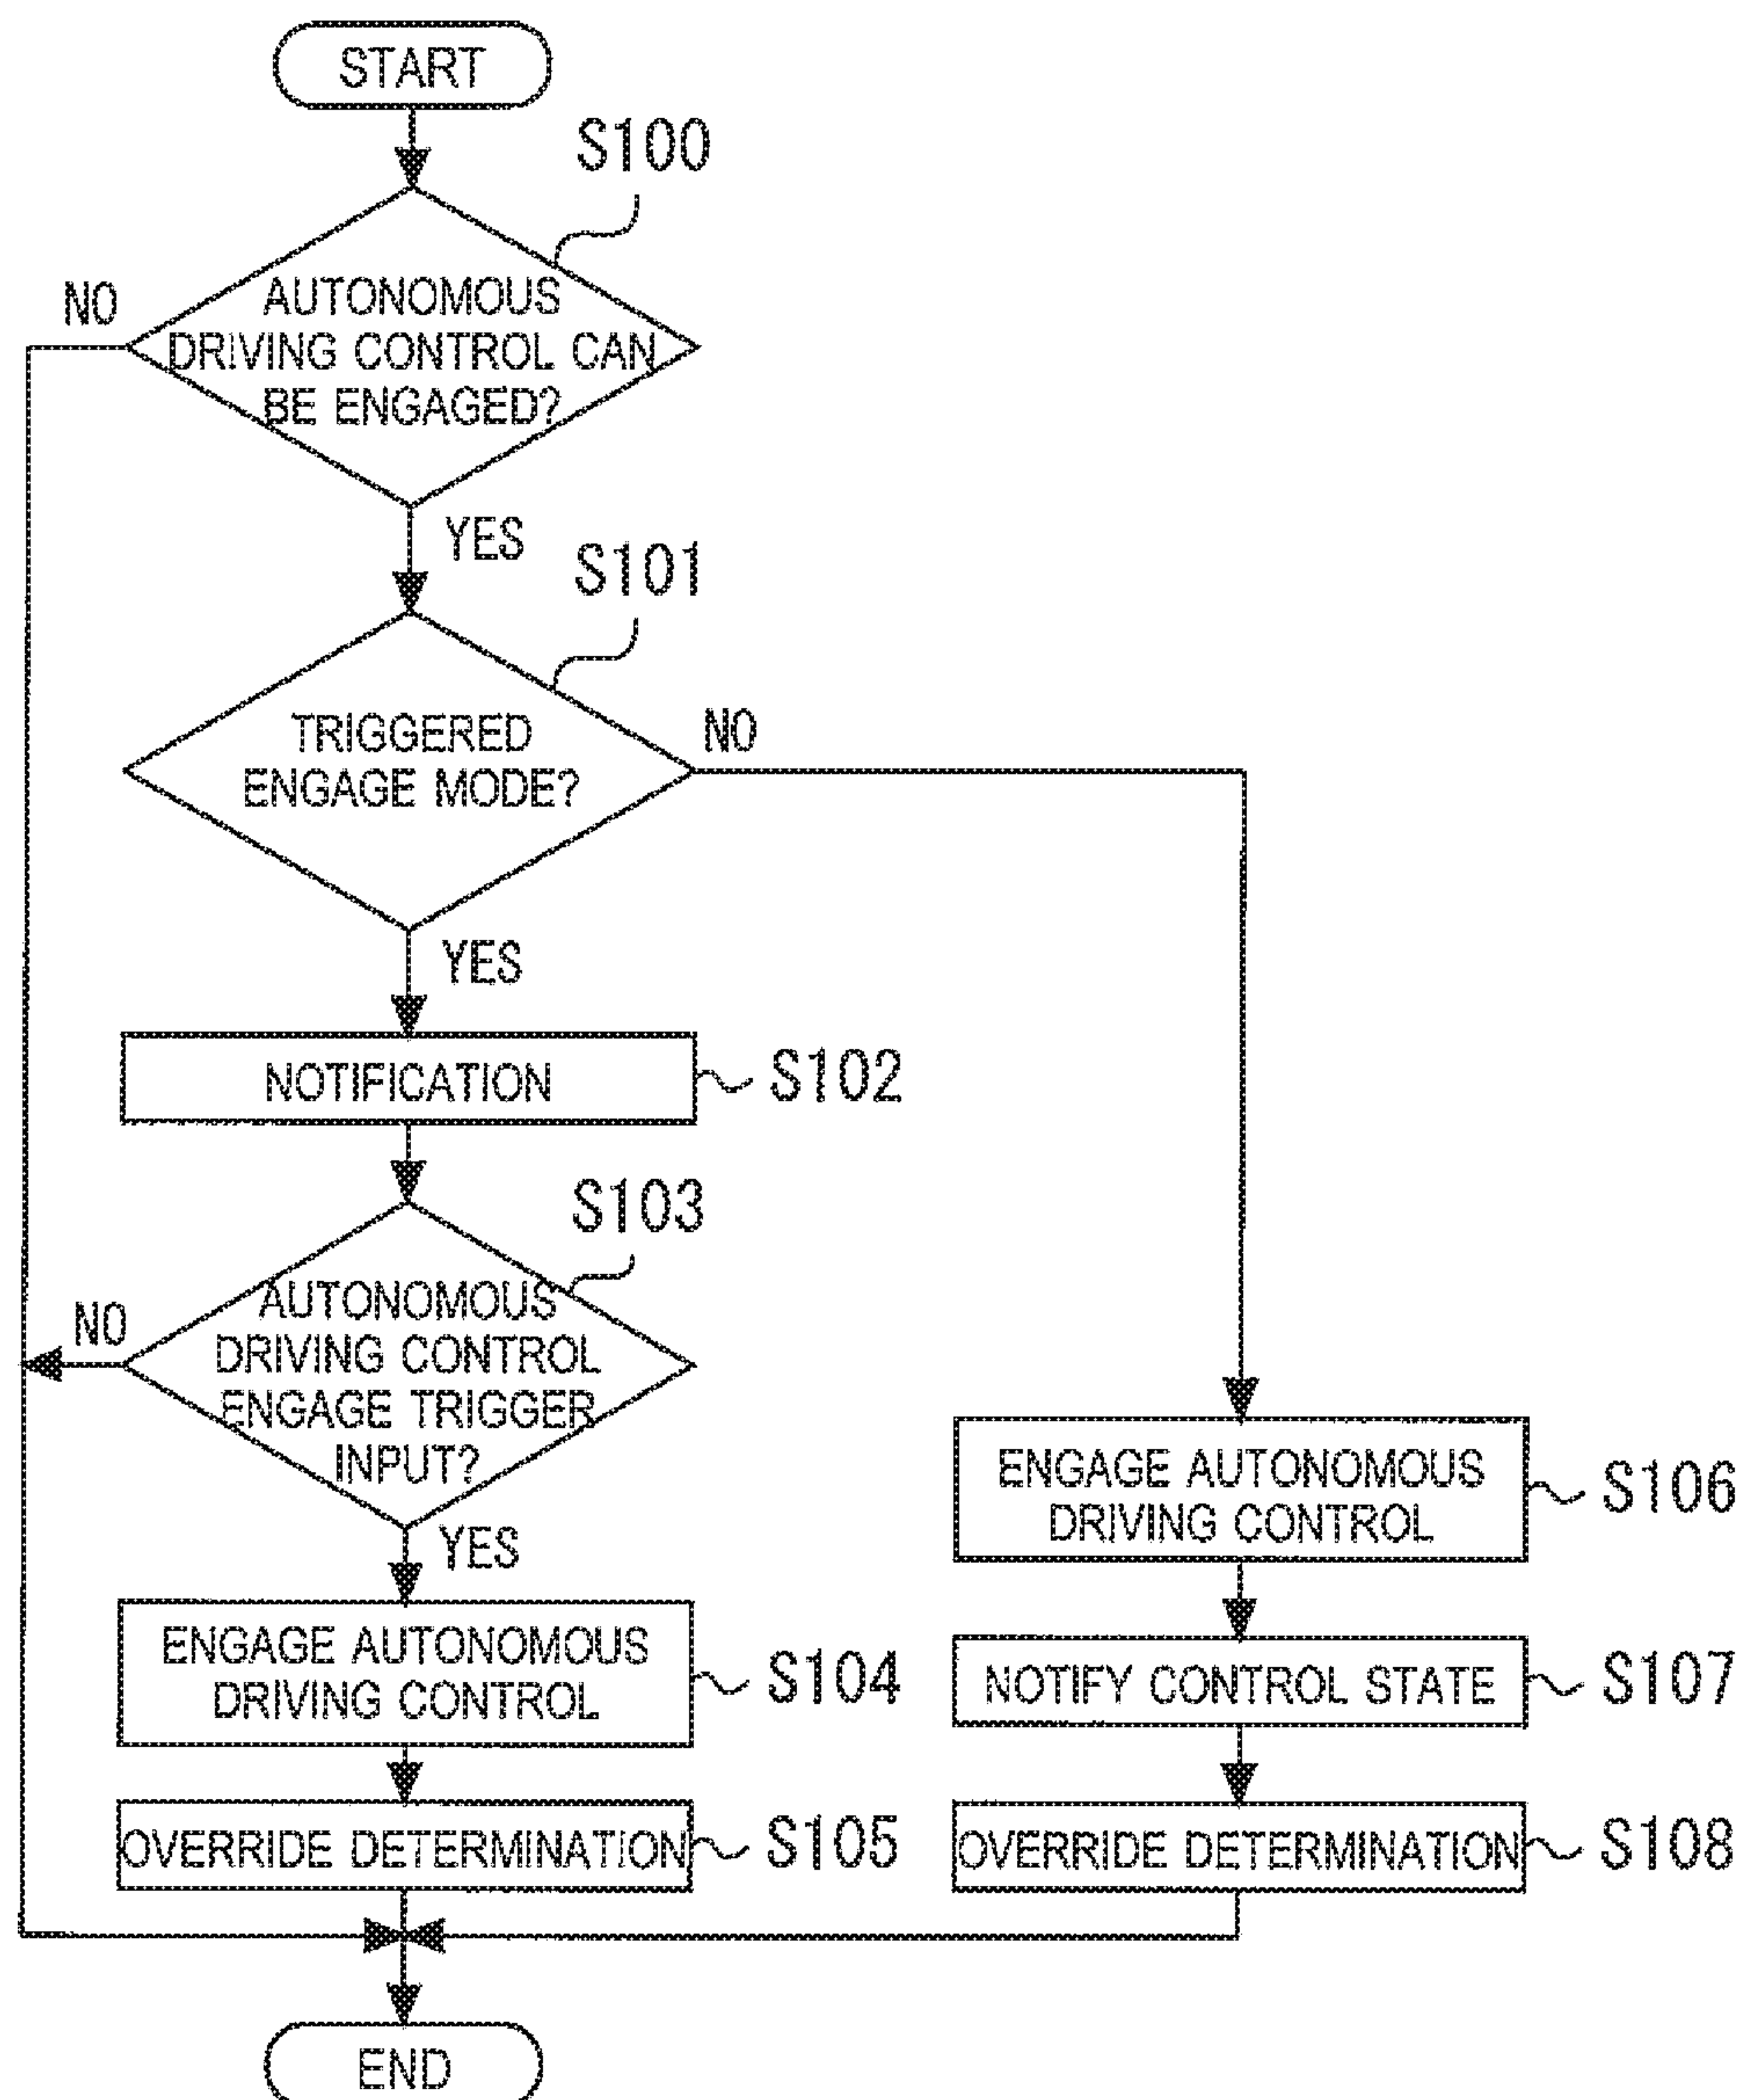 START
S100
AUTONOMOUS
DRIVING CONTROL CAN
BE ENGAGED?
NO
YES
S101
TRIGGERED
ENGAGE MODE?
NO
YES
NOTIFICATION
S102
S103
AUTONOMOUS
DRIVING CONTROL
ENGAGE TRIGGER
INPUT?
NO
YES
ENGAGE AUTONOMOUS
DRIVING CONTROL
S104
OVERRIDE DETERMINATION
S105
ENGAGE AUTONOMOUS
DRIVING CONTROL
S106
NOTIFY CONTROL STATE
S107
OVERRIDE DETERMINATION
S108
END